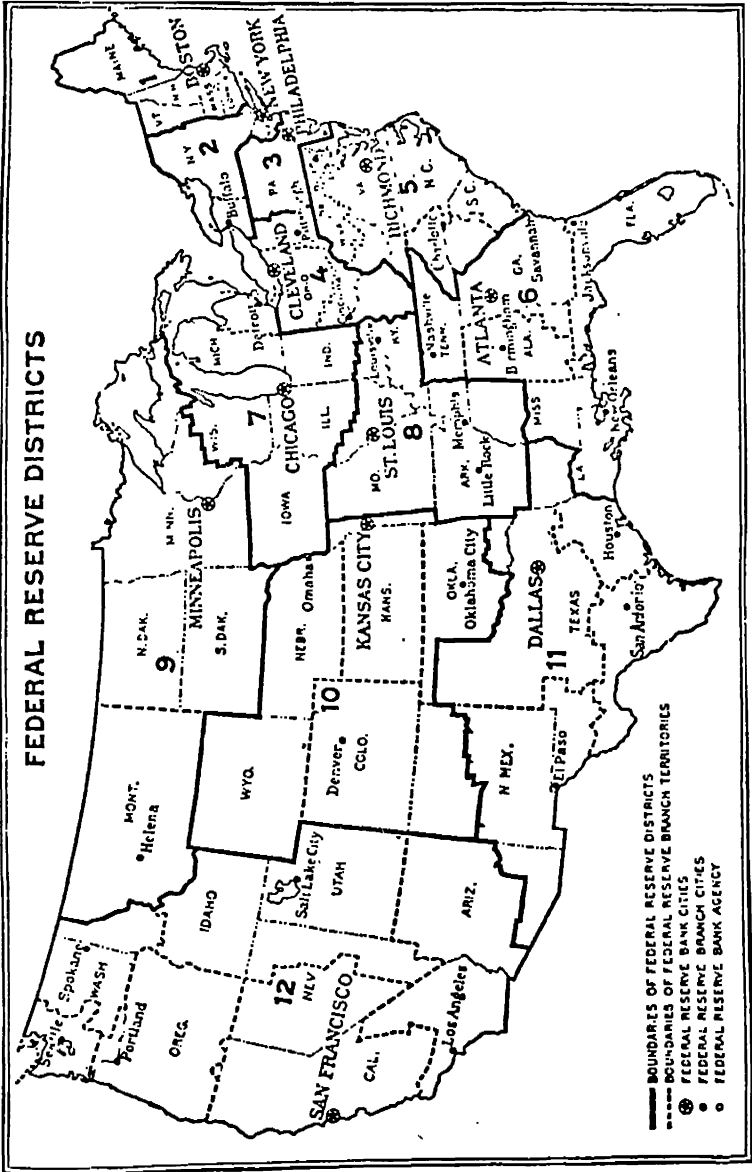 FEDERAL RESERVE DISTRICTS
MAINE
1
VT
N.H.
MASS
CONN.
BOSTON
NY
2
Buffalo
NEW YORK
PHILADELPHIA
PA
3
CLEVELAND
OHIO
4
RICHMOND
VA
5
N C.
S C.
Charlotte
ATLANTA
6
GA.
Savannah
Birmingham
ALA.
Jacksonville
FLA.
Nashville
TENN.
MISS
New Orleans
LA
MICH
Detroit
WIS.
7
CHICAGO
ILL.
IND.
IOWA
Louisville
KY.
MO.
ST. LOUIS
8
Memphis
ARK.
Little Rock
MINN.
MINNEAPOLIS
N. DAK.
9
S. DAK.
MONT.
Helena
NEBR.
Omaha
KANSAS CITY
KANS.
10
WYO.
Denver
COLO.
OKLA.
Oklahoma City
DALLAS
TEXAS
11
Houston
San Antonio
El Paso
N MEX.
ARIZ.
UTAH
Salt Lake City
IDAHO
Spokane
Seattle
WASH
Portland
OREG.
12
NEV
SAN FRANCISCO
CAL.
Los Angeles
BOUNDARIES OF FEDERAL RESERVE DISTRICTS
BOUNDARIES OF FEDERAL RESERVE BRANCH TERRITORIES
FEDERAL RESERVE BANK CITIES
FEDERAL RESERVE BRANCH CITIES
FEDERAL RESERVE BANK AGENCY